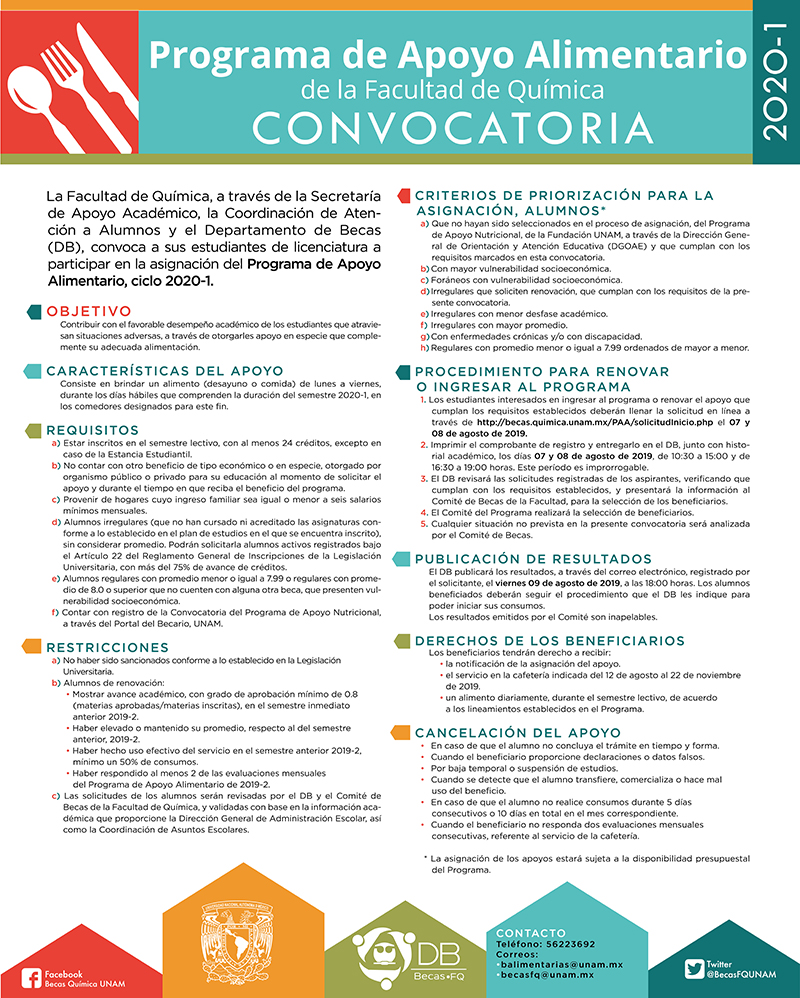 Programa de Apoyo Alimentario
de la Facultad de Química
CONVOCATORIA
2020-1
La Facultad de Química, a través de la Secretaría
de Apoyo Académico, la Coordinación de Aten-
ción a Alumnos y el Departamento de Becas
(DB), convoca a sus estudiantes de licenciatura a
participar en la asignación del Programa de Apoyo
Alimentario, ciclo 2020-1.
OBJETIVO
Contribuir con el favorable desempeño académico de los estudiantes que atravie-
san situaciones adversas, a través de otorgarles apoyo en especie que comple-
mente su adecuada alimentación.
CARACTERÍSTICAS DEL APOYO
Consiste en brindar un alimento (desayuno o comida) de lunes a viernes,
durante los días hábiles que comprenden la duración del semestre 2020-1, en
los comedores designados para este fin.
REQUISITOS
a) Estar inscritos en el semestre lectivo, con al menos 24 créditos, excepto en
caso de la Estancia Estudiantil.
b) No contar con otro beneficio de tipo económico o en especie, otorgado por
organismo público o privado para su educación al momento de solicitar el
apoyo y durante el tiempo en que reciba el beneficio del programa.
c) Provenir de hogares cuyo ingreso familiar sea igual o menor a seis salarios
mínimos mensuales.
d) Alumnos irregulares (que no han cursado ni acreditado las asignaturas con-
forme a lo establecido en el plan de estudios en el que se encuentra inscrito),
sin considerar promedio. Podrán solicitarla alumnos activos registrados bajo
el Artículo 22 del Reglamento General de Inscripciones de la Legislación
Universitaria, con más del 75% de avance de créditos.
e) Alumnos regulares con promedio menor o igual a 7.99 o regulares con prome-
dio de 8.0 o superior que no cuenten con alguna otra beca, que presenten vul-
nerabilidad socioeconómica.
f) Contar con registro de la Convocatoria del Programa de Apoyo Nutricional,
a través del Portal del Becario, UNAM.
RESTRICCIONES
a) No haber sido sancionados conforme a lo establecido en la Legislación
Universitaria.
b) Alumnos de renovación:
• Mostrar avance académico, con grado de aprobación mínimo de 0.8
(materias aprobadas/materias inscritas), en el semestre inmediato
anterior 2019-2.
• Haber elevado o mantenido su promedio, respecto al del semestre
anterior, 2019-2.
• Haber hecho uso efectivo del servicio en el semestre anterior 2019-2,
mínimo un 50% de consumos.
• Haber respondido al menos 2 de las evaluaciones mensuales
del Programa de Apoyo Alimentario de 2019-2.
c) Las solicitudes de los alumnos serán revisadas por el DB y el Comité de
Becas de la Facultad de Química, y validadas con base en la información aca-
démica que proporcione la Dirección General de Administración Escolar, así
como la Coordinación de Asuntos Escolares.
CRITERIOS DE PRIORIZACIÓN PARA LA
ASIGNACIÓN, ALUMNOS*
a) Que no hayan sido seleccionados en el proceso de asignación, del Programa
de Apoyo Nutricional, de la Fundación UNAM, a través de la Dirección Gene-
ral de Orientación y Atención Educativa (DGOAE) y que cumplan con los
requisitos marcados en esta convocatoria.
b) Con mayor vulnerabilidad socioeconómica.
c) Foráneos con vulnerabilidad socioeconómica.
d) Irregulares que soliciten renovación, que cumplan con los requisitos de la pre-
sente convocatoria.
e) Irregulares con menor desfase académico.
f) Irregulares con mayor promedio.
g) Con enfermedad crónicas y/o con discapacidad.
h) Regulares con promedio menor o igual a 7.99 ordenados de mayor a menor.
PROCEDIMIENTO PARA RENOVAR
O INGRESAR AL PROGRAMA
1. Los estudiantes interesados en ingresar al programa o renovar el apoyo que
cumplan los requisitos establecidos deberán llenar la solicitud en línea a
través de http://becas.quimica.unam.mx/PAA/solicitudInicio.php el 07 y
08 de agosto de 2019.
2. Imprimir el comprobante de registro y entregarlo en el DB, junto con histo-
rial académico, los días 07 y 08 de agosto de 2019, de 10:30 a 15:00 y de
16:30 a 19:00 horas. Este período es improrrogable.
3. El DB revisará las solicitudes registradas de los aspirantes, verificando que
cumplan con los requisitos establecidos, y presentará la información al
Comité de Becas de la Facultad, para la selección de los beneficiarios.
4. El Comité del Programa realizará la selección de beneficiarios.
5. Cualquier situación no prevista en la presente convocatoria será analizada
por el Comité de Becas.
PUBLICACIÓN DE RESULTADOS
El DB publicará los resultados, a través del correo electrónico, registrado por
el solicitante, el viernes 09 de agosto de 2019, a las 18:00 horas. Los alumnos
beneficiados deberán seguir el procedimiento que el DB les indique para
poder iniciar sus consumos.
Los resultados emitidos por el Comité son inapelables.
DERECHOS DE LOS BENEFICIARIOS
Los beneficiarios tendrán derecho a recibir:
• la notificación de la asignación del apoyo.
• el servicio en la cafetería indicada del 12 de agosto al 22 de noviembre
de 2019.
• un alimento diariamente, durante el semestre lectivo, de acuerdo
a los lineamientos establecidos en el Programa.
CANCELACIÓN DEL APOYO
• En caso de que el alumno no concluya el trámite en tiempo y forma.
• Cuando el beneficiario proporcione declaraciones o datos falsos.
• Por baja temporal o suspensión de estudios.
• Cuando se detecte que el alumno transfiere, comercializa o hace mal
uso del beneficio.
• En caso de que el alumno no realice consumos durante 5 días
consecutivos o 10 días en total en el mes correspondiente.
• Cuando el beneficiario no responda dos evaluaciones mensuales
consecutivas, referente al servicio de la cafetería.
* La asignación de los apoyos estará sujeta a la disponibilidad presupuestal
del Programa.
Facebook
Becas Química UNAM
DB
Becas•FQ
CONTACTO
Teléfono: 56223692
Correos:
•balimentarias@unam.mx
•becasfq@unam.mx
Twitter
@BecasFQUNAM